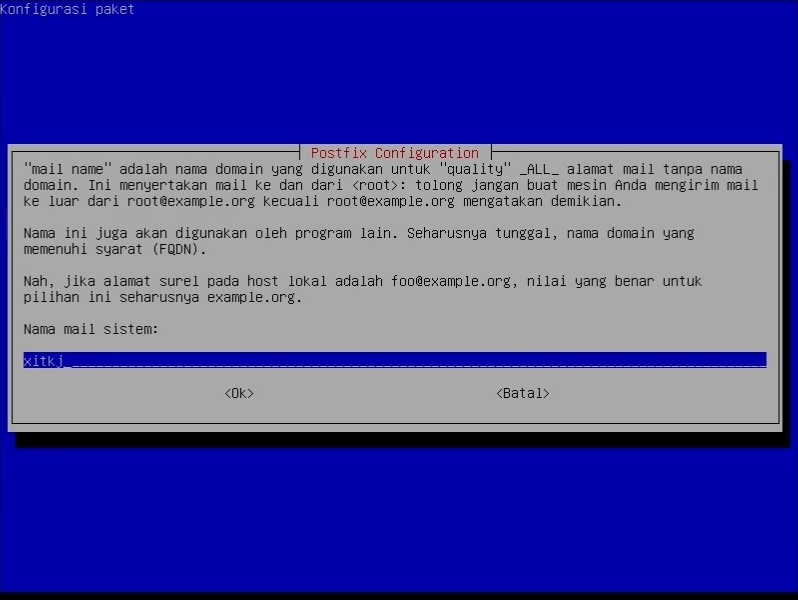 Konfigurasi paket
Postfix Configuration
"mail name" adalah nama domain yang digunakan untuk "quality" _ALL_ alamat mail tanpa nama
domain. Ini menyertakan mail ke dan dari <root>: tolong jangan buat mesin Anda mengirim mail
ke luar dari root@example.org kecuali root@example.org mengatakan demikian.
Nama ini juga akan digunakan oleh program lain. Seharusnya tunggal, nama domain yang
memenuhi syarat (FQDN).
Nah, jika alamat surel pada host lokal adalah foo@example.org, nilai yang benar untuk
pilihan ini seharusnya example.org.
Nama mail sistem:
xitkj
<Ok> <Batal>